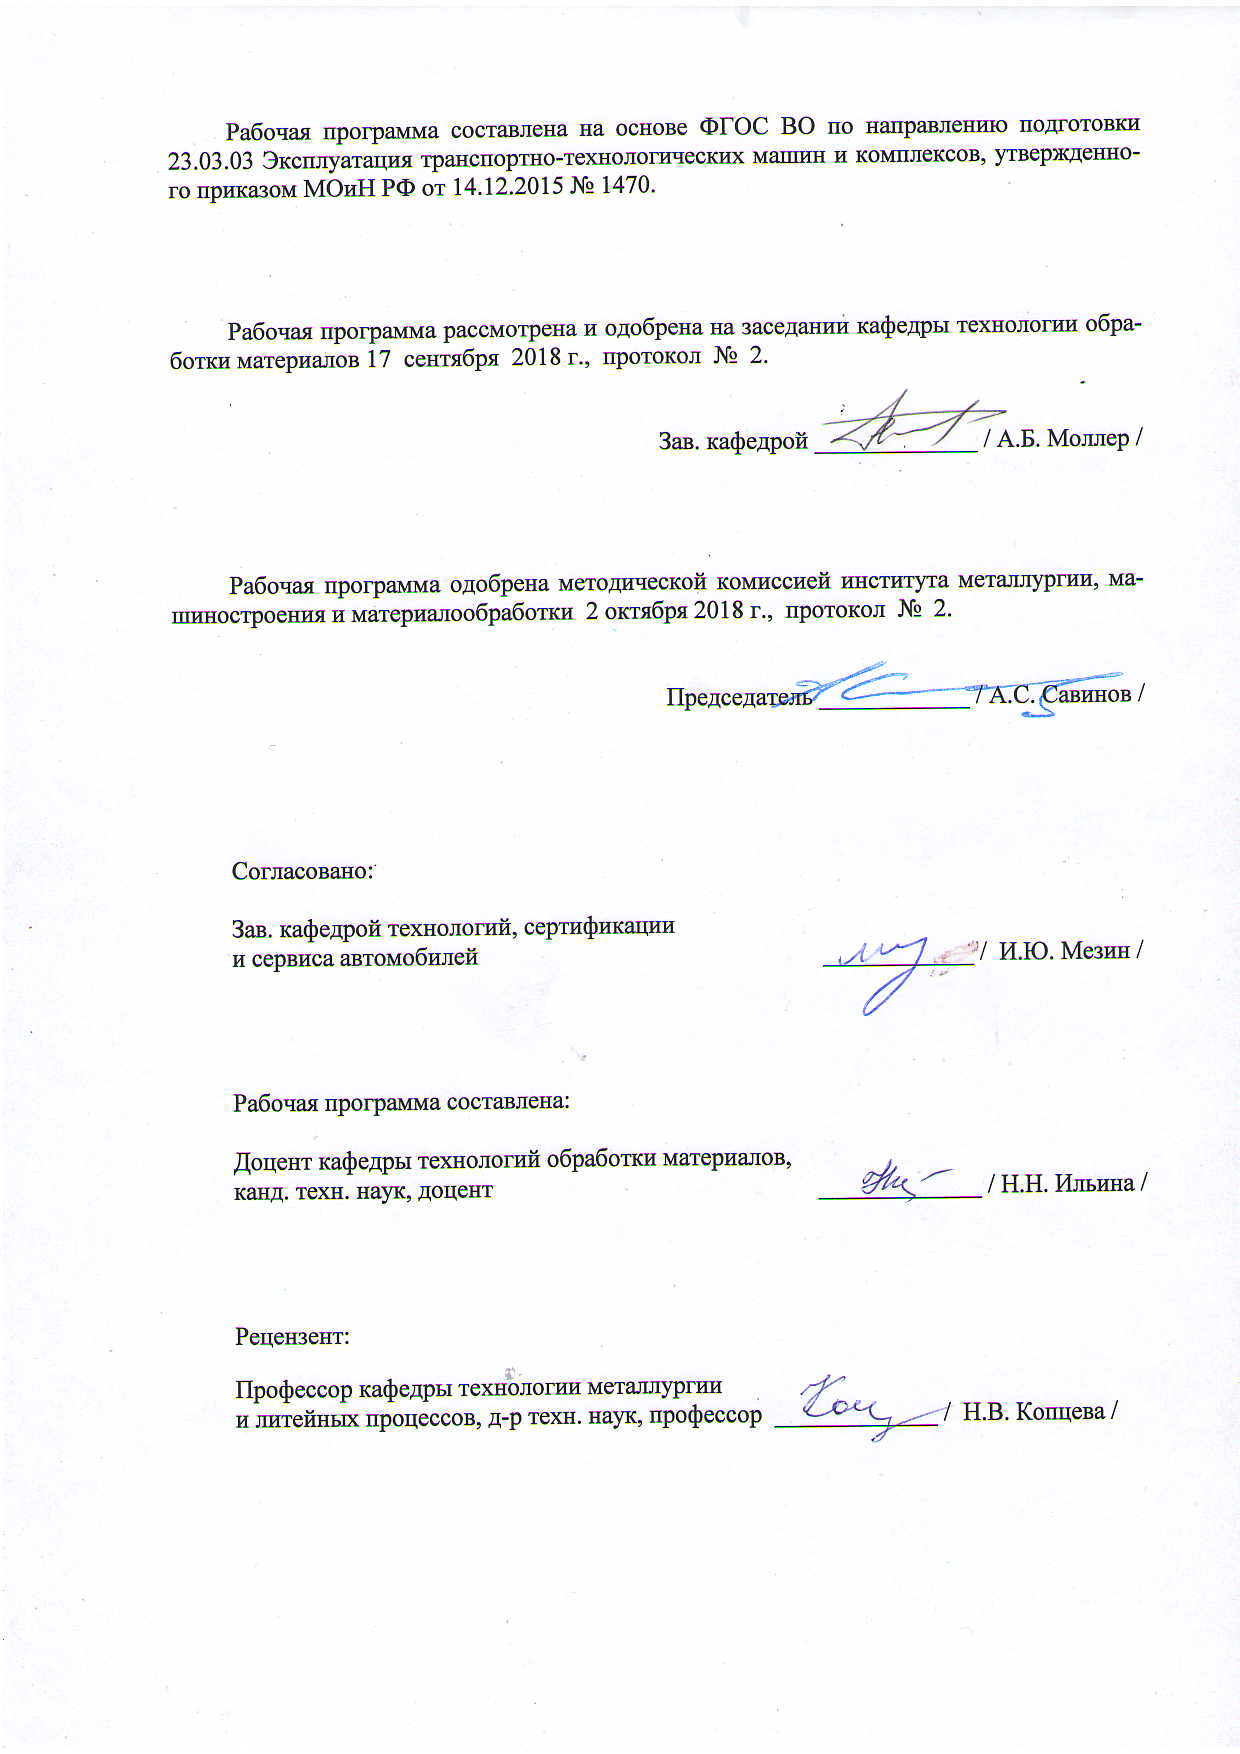 Рабочая программа составлена на основе ФГОС ВО по направлению подготовки
23.03.03 Эксплуатация транспортно-технологических машин и комплексов, утвержденно-
го приказом МОиН РФ от 14.12.2015 № 1470.
Рабочая программа рассмотрена и одобрена на заседании кафедры технологии обра-
ботки материалов 17 сентября 2018 г., протокол № 2.
Зав. кафедрой _____________ / А.Б. Моллер /
Рабочая программа одобрена методической комиссией института металлургии, ма-
шиностроения и материалообработки 2 октября 2018 г., протокол № 2.
Председатель ____________ / А.С. Савинов /
Согласовано:
Зав. кафедрой технологий, сертификации
и сервиса автомобилей ____________ / И.Ю. Мезин /
Рабочая программа составлена:
Доцент кафедры технологий обработки материалов,
канд. техн. наук, доцент _____________ / Н.Н. Ильина /
Рецензент:
Профессор кафедры технологии металлургии
и литейных процессов, д-р техн. наук, профессор _____________ / Н.В. Копцева /